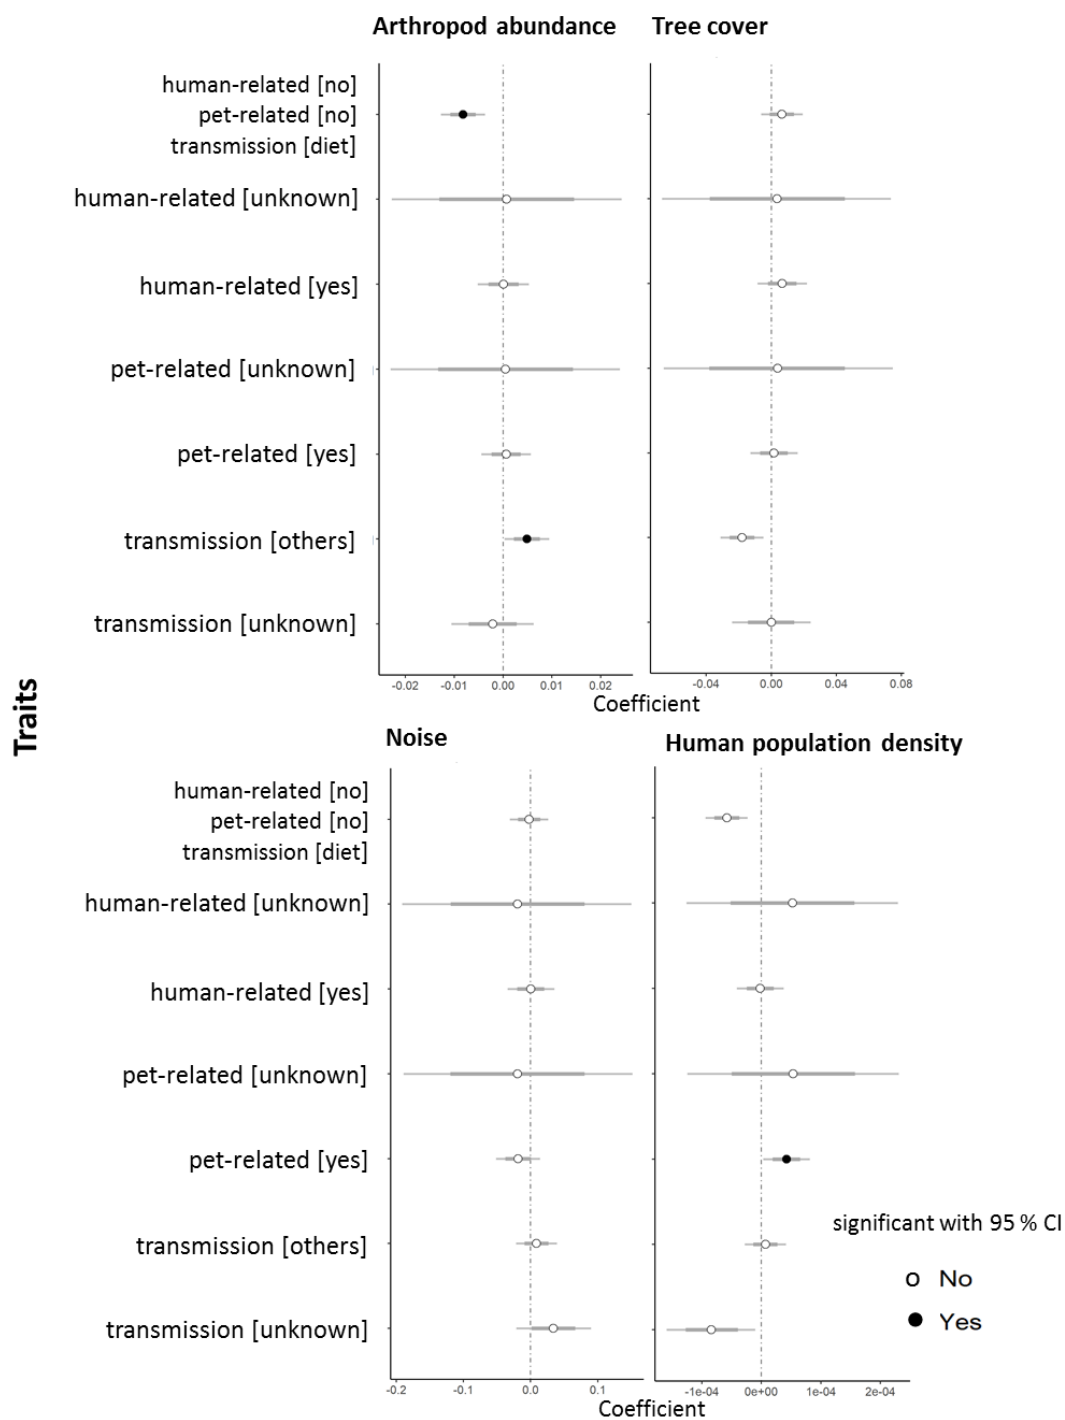 Arthropod abundance
Tree cover
human-related [no]
pet-related [no]
transmission [diet]
human-related [unknown]
human-related [yes]
pet-related [unknown]
pet-related [yes]
transmission [others]
transmission [unknown]
-0.02 -0.01 0.00 0.01 0.02
-0.04 0.00 0.04 0.08
Coefficient
Traits
Noise
Human population density
human-related [no]
pet-related [no]
transmission [diet]
human-related [unknown]
human-related [yes]
pet-related [unknown]
pet-related [yes]
transmission [others]
transmission [unknown]
significant with 95 % CI
No
Yes
-0.2 -0.1 0.0 0.1
-1e-04 0e+00 1e-04 2e-04
Coefficient